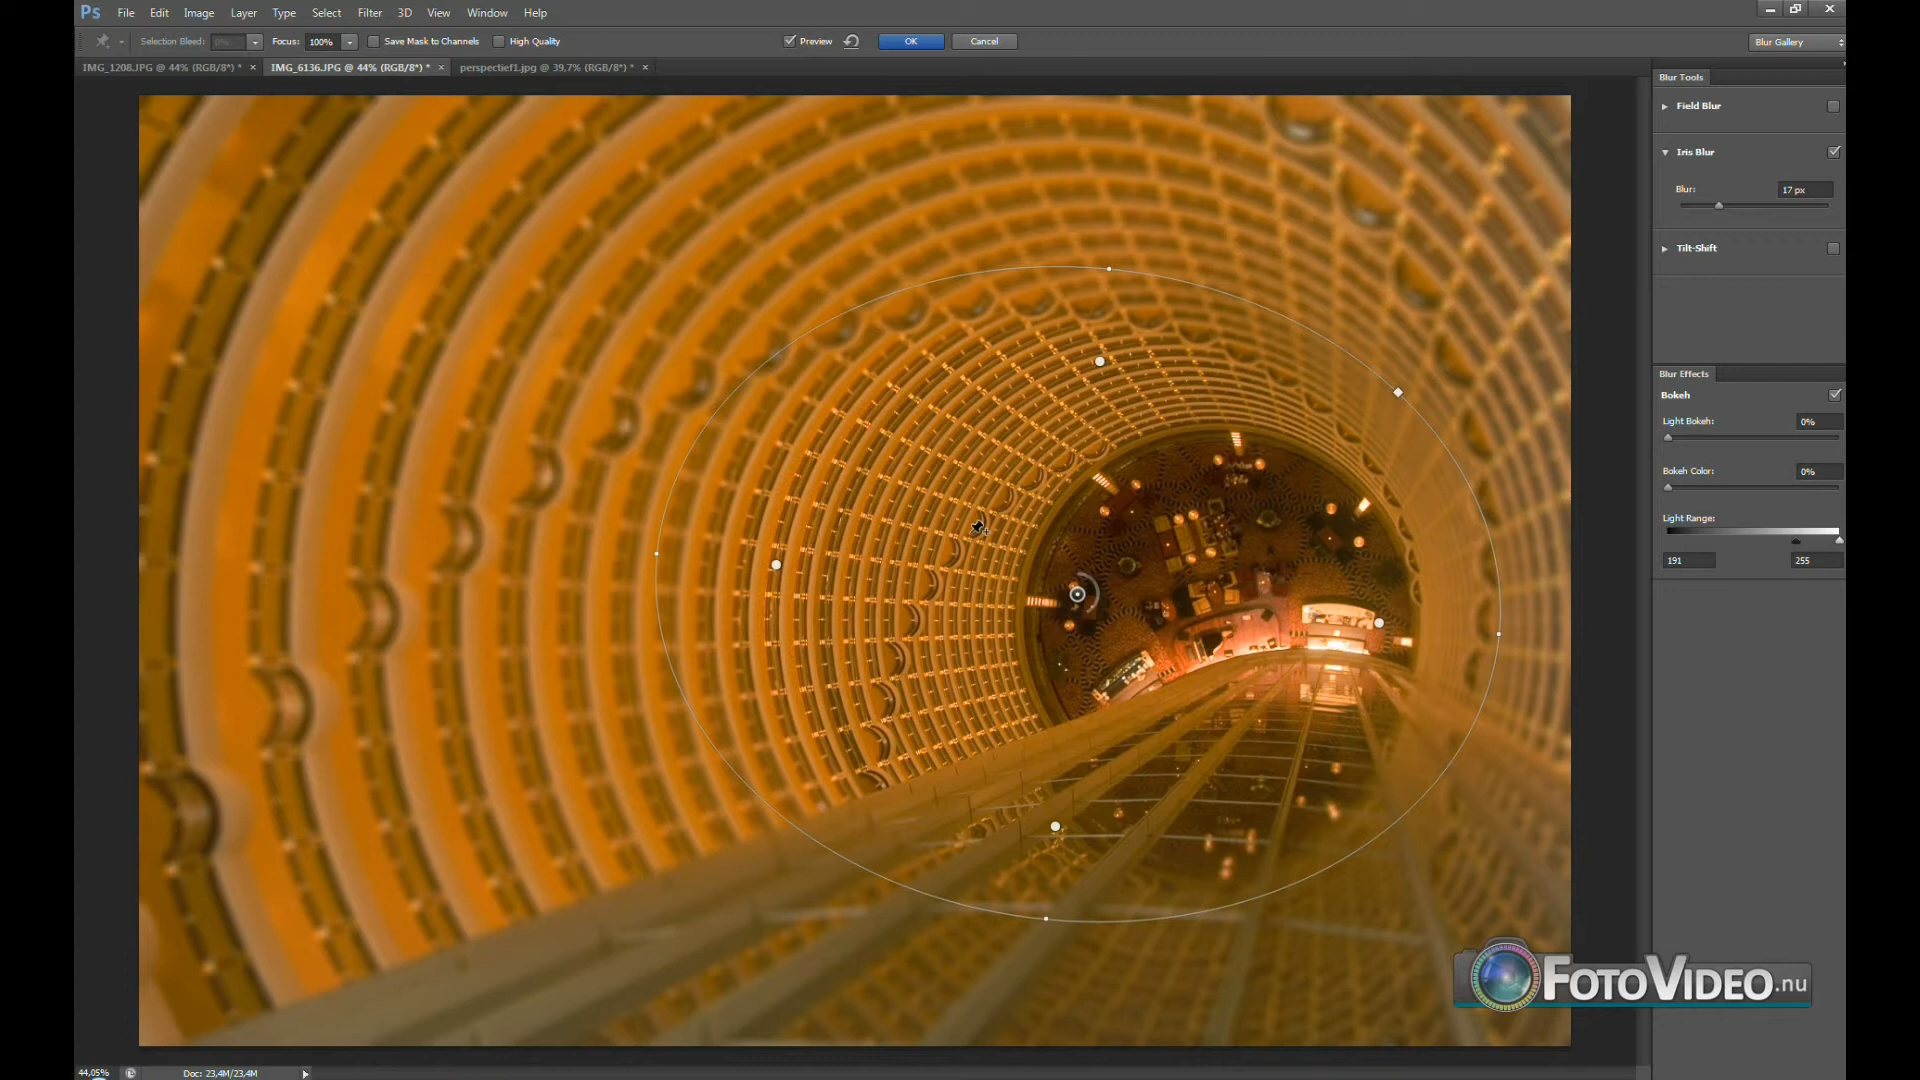 Ps File Edit Image Layer Type Select Filter 3D View Window Help
Selection Bleed: 0% Focus: 100% Save Mask to Channels High Quality Preview OK Cancel Blur Gallery
IMG_1208.JPG @ 44% (RGB/8*) * × IMG_6136.JPG @ 44% (RGB/8*) * × perspectief1.jpg @ 39,7% (RGB/8*) * ×
Blur Tools
Field Blur
Iris Blur
Blur: 17 px
Tilt-Shift
Blur Effects
Bokeh
Light Bokeh: 0%
Bokeh Color: 0%
Light Range:
191 255
FOTOVIDEO.nu
44,05% Doc: 23,4M/23,4M